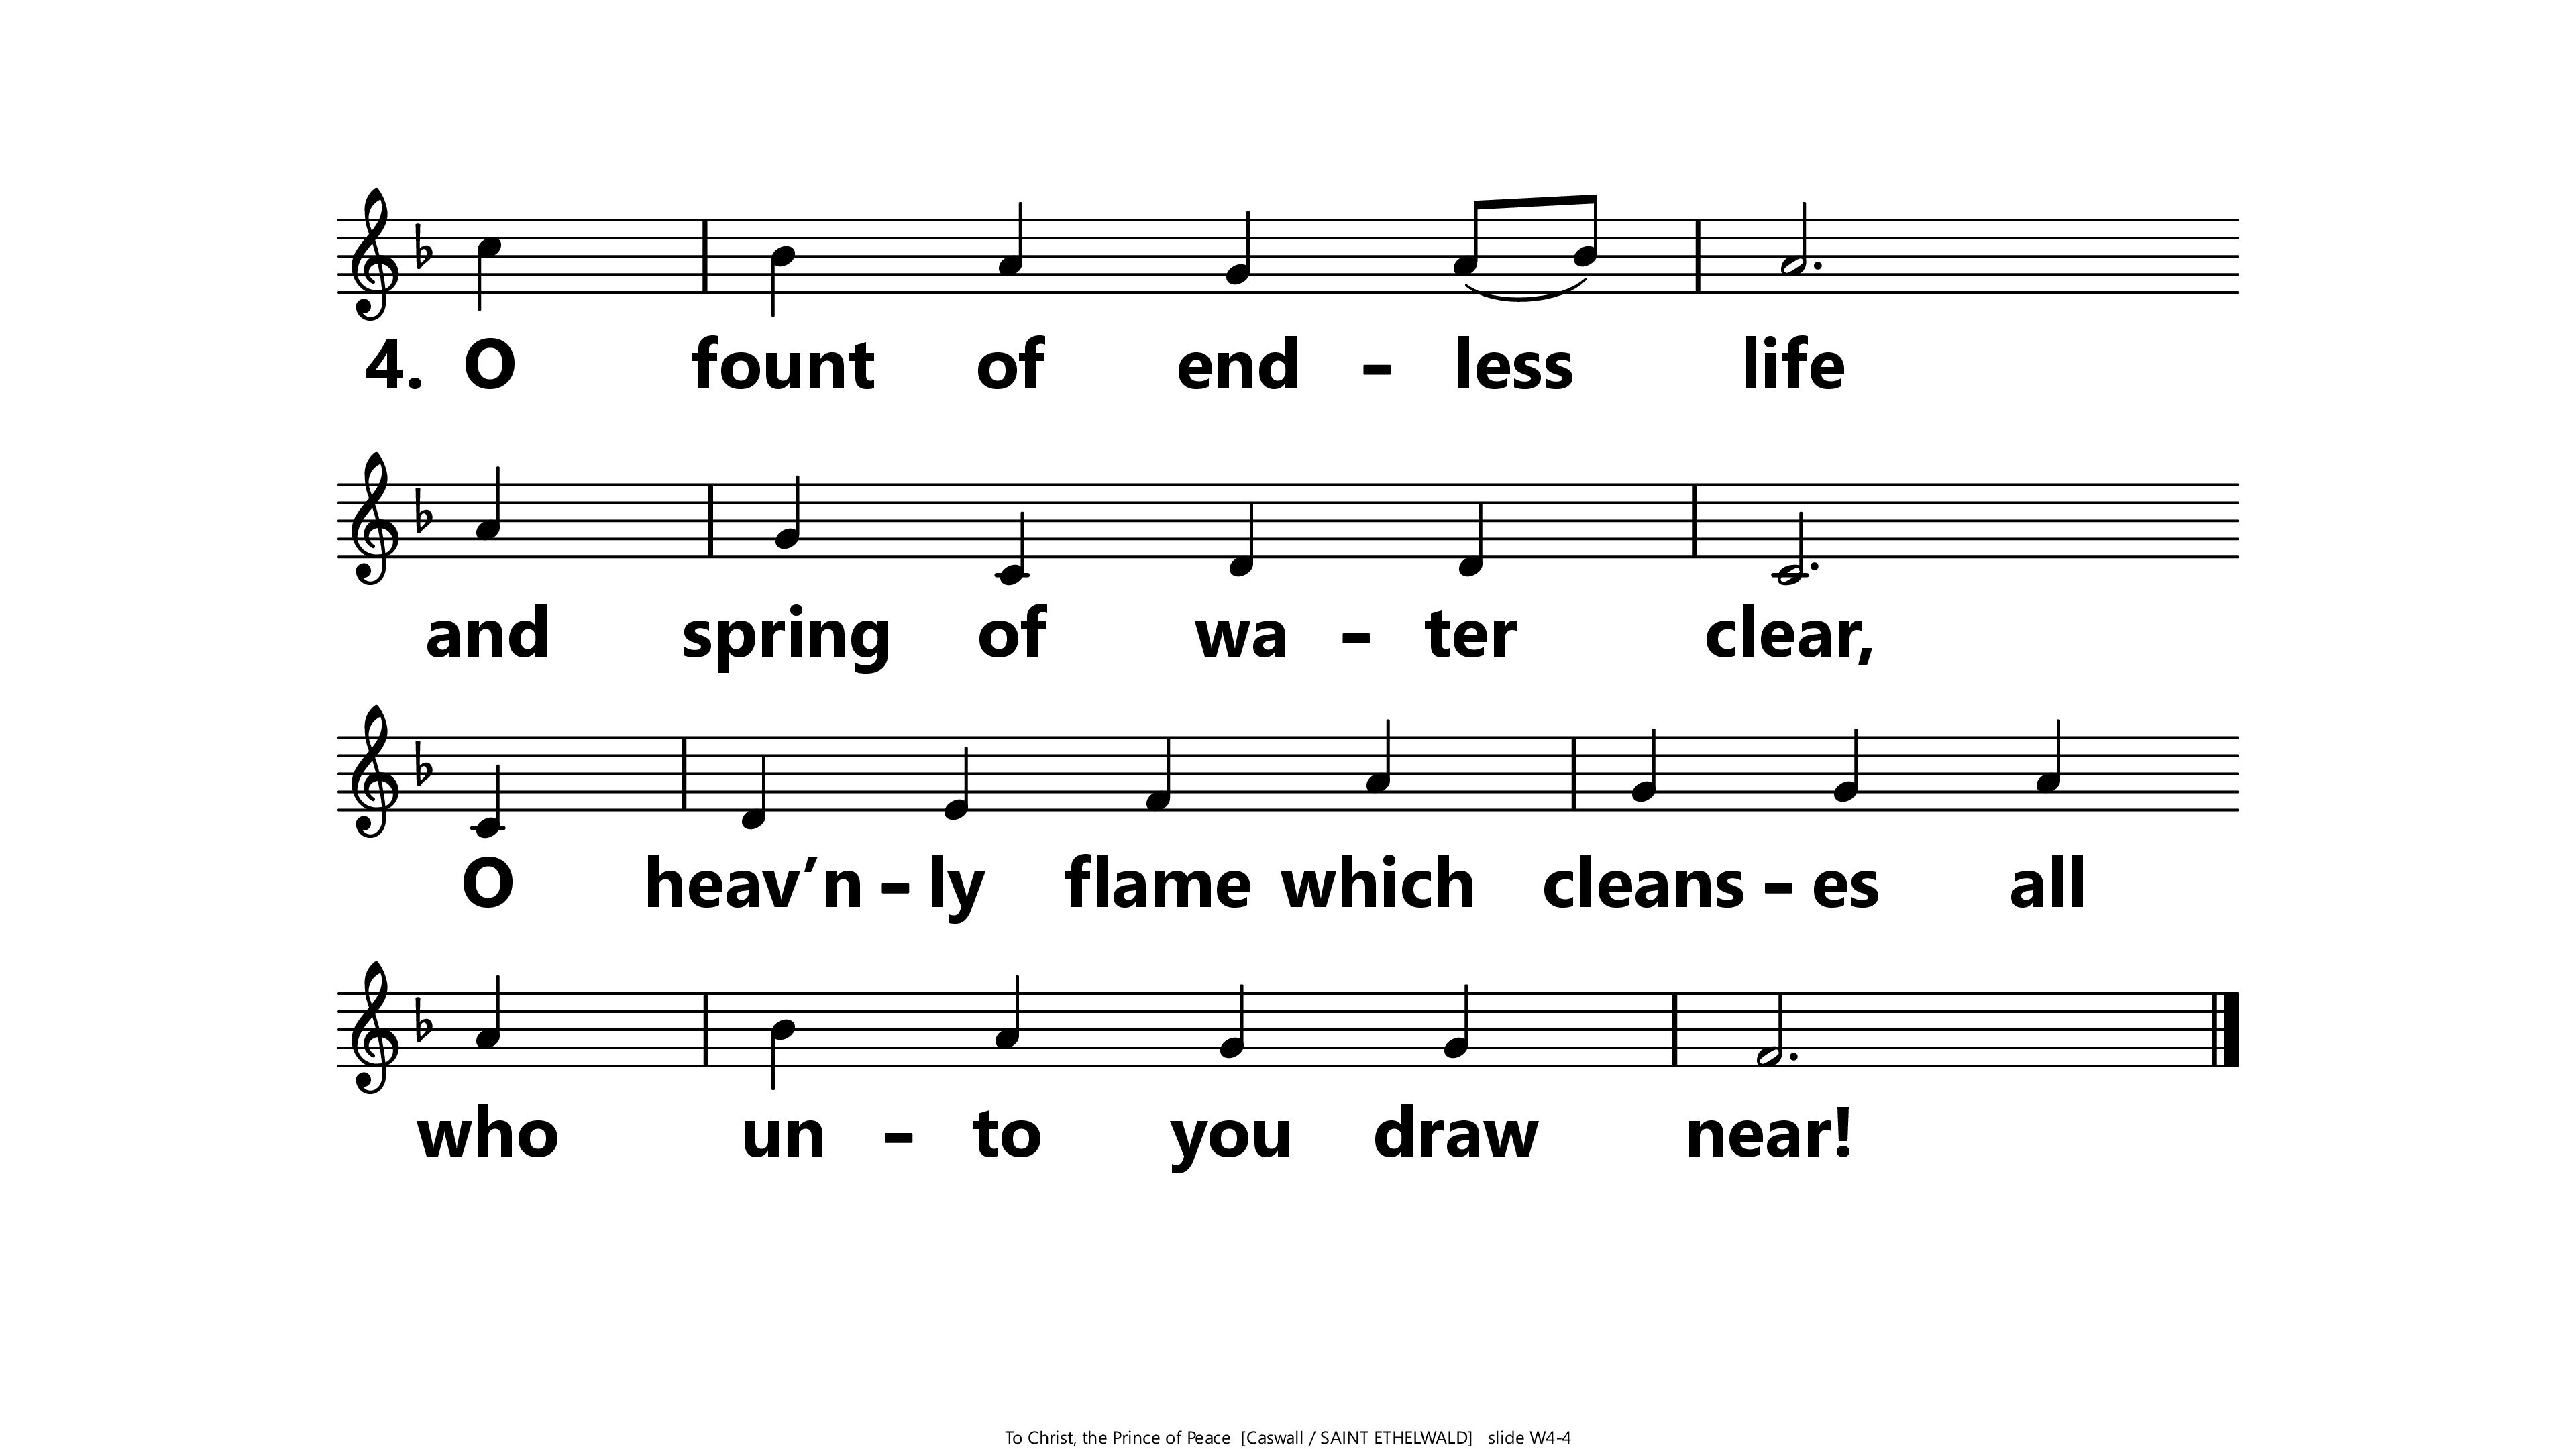 4. O fount of end - less life
and spring of wa - ter clear,
O heav’n - ly flame which cleans - es all
who un - to you draw near!
To Christ, the Prince of Peace [Caswall / SAINT ETHELWALD] slide W4-4